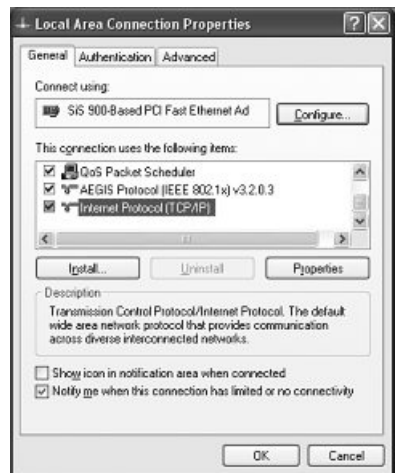 Local Area Connection Properties
General Authentication Advanced
Connect using:
SiS 900-Based PCI Fast Ethernet Ad
Configure...
This connection uses the following items:
QoS Packet Scheduler
AEGIS Protocol (IEEE 802.1x) v3.2.0.3
Internet Protocol (TCP/IP)
Install...
Uninstall
Properties
Description
Transmission Control Protocol/Internet Protocol. The default
wide area network protocol that provides communication
across diverse interconnected networks.
Show icon in notification area when connected
Notify me when this connection has limited or no connectivity
OK
Cancel